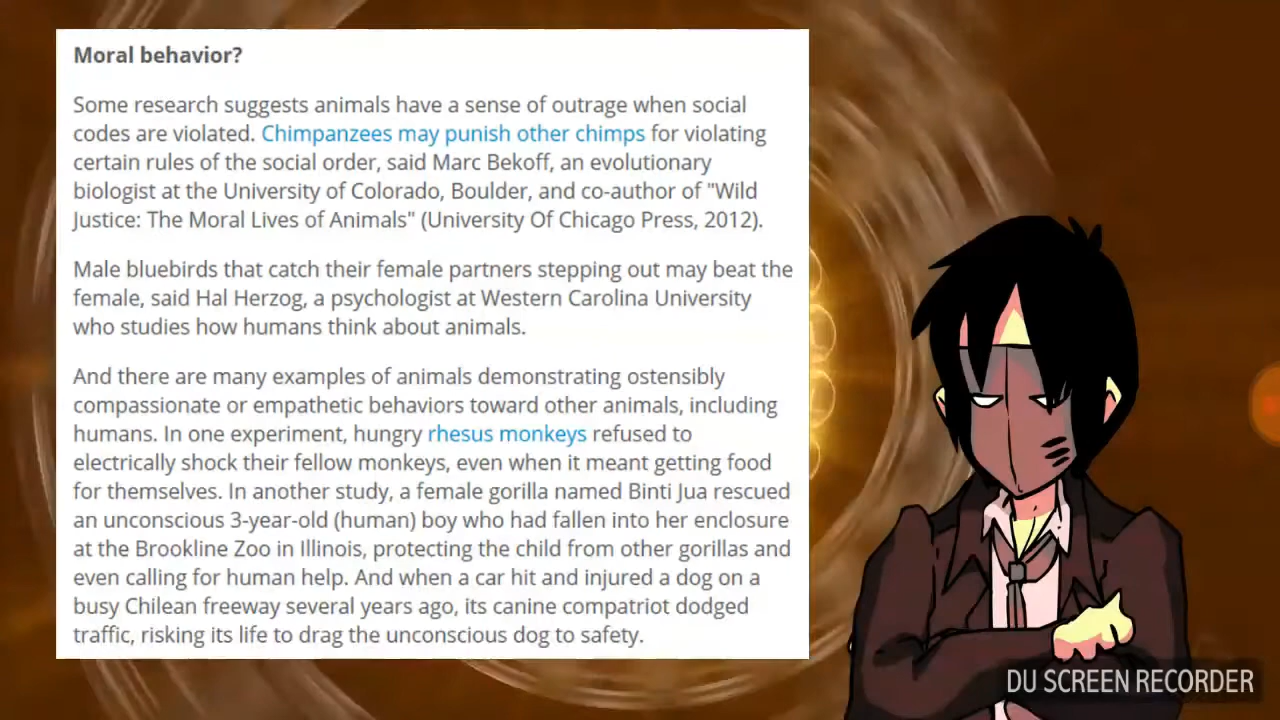 Moral behavior?
Some research suggests animals have a sense of outrage when social
codes are violated. Chimpanzees may punish other chimps for violating
certain rules of the social order, said Marc Bekoff, an evolutionary
biologist at the University of Colorado, Boulder, and co-author of "Wild
Justice: The Moral Lives of Animals" (University Of Chicago Press, 2012).
Male bluebirds that catch their female partners stepping out may beat the
female, said Hal Herzog, a psychologist at Western Carolina University
who studies how humans think about animals.
And there are many examples of animals demonstrating ostensibly
compassionate or empathetic behaviors toward other animals, including
humans. In one experiment, hungry rhesus monkeys refused to
electrically shock their fellow monkeys, even when it meant getting food
for themselves. In another study, a female gorilla named Binti Jua rescued
an unconscious 3-year-old (human) boy who had fallen into her enclosure
at the Brookline Zoo in Illinois, protecting the child from other gorillas and
even calling for human help. And when a car hit and injured a dog on a
busy Chilean freeway several years ago, its canine compatriot dodged
traffic, risking its life to drag the unconscious dog to safety.
DU SCREEN RECORDER